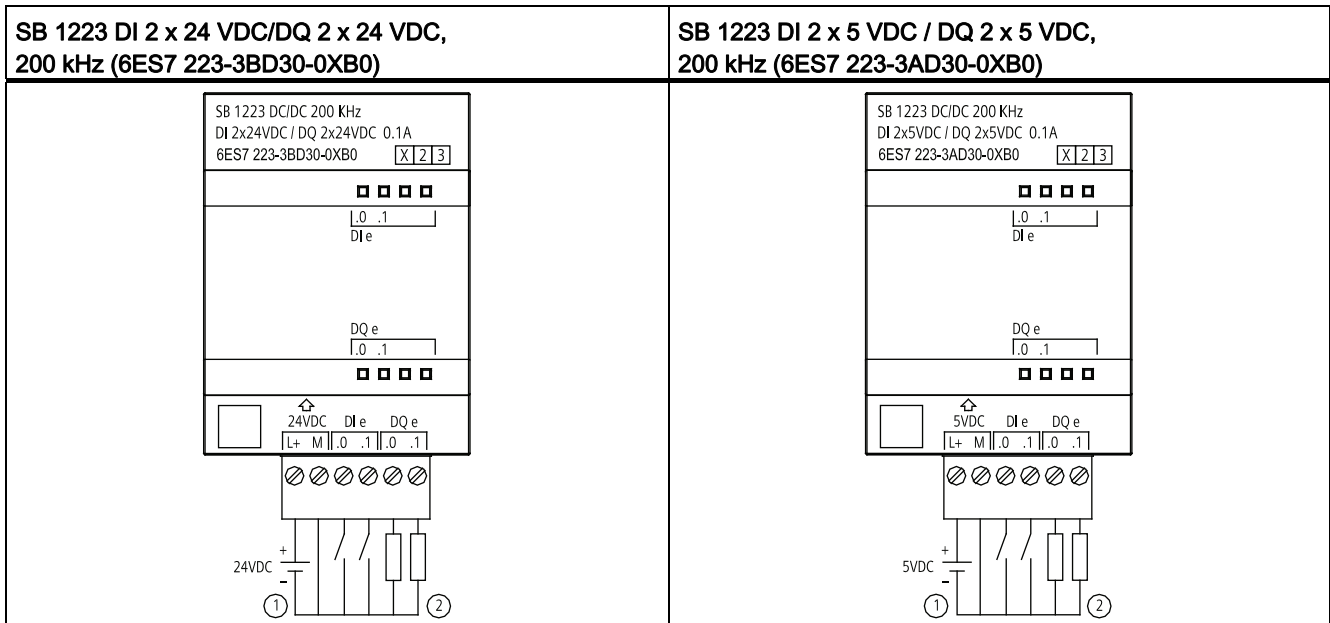 SB 1223 DI 2 x 24 VDC/DQ 2 x 24 VDC,
200 kHz (6ES7 223-3BD30-0XB0)
SB 1223 DI 2 x 5 VDC / DQ 2 x 5 VDC,
200 kHz (6ES7 223-3AD30-0XB0)
SB 1223 DC/DC 200 KHz
DI 2x24VDC / DQ 2x24VDC 0.1A
6ES7 223-3BD30-0XB0 X 2 3
.0 .1
DI e
DQ e
.0 .1
24VDC DI e DQ e
L+ M .0 .1 .0 .1
+
24VDC
−
① ②
SB 1223 DC/DC 200 KHz
DI 2x5VDC / DQ 2x5VDC 0.1A
6ES7 223-3AD30-0XB0 X 2 3
.0 .1
DI e
DQ e
.0 .1
5VDC DI e DQ e
L+ M .0 .1 .0 .1
+
5VDC
−
① ②